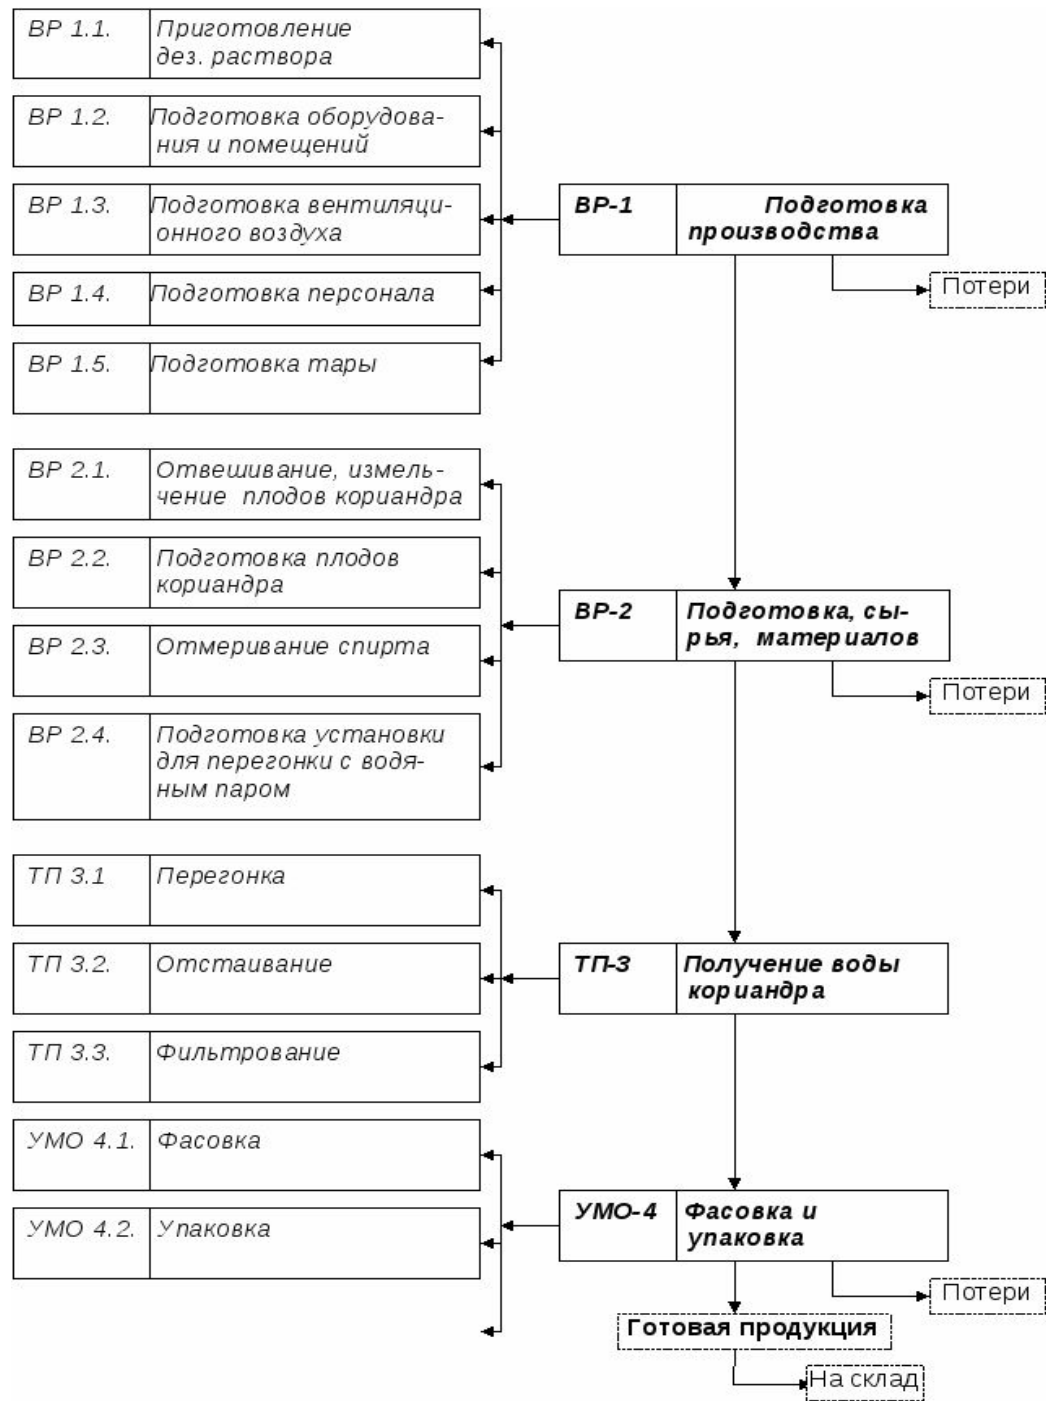 ВР 1.1.
Приготовление
дез. раствора
ВР 1.2.
Подготовка оборудова-
ния и помещений
ВР 1.3.
Подготовка вентиляци-
онного воздуха
ВР-1
Подготовка
производства
Потери
ВР 1.4.
Подготовка персонала
ВР 1.5.
Подготовка тары
ВР 2.1.
Отвешивание, измель-
чение плодов кориандра
ВР 2.2.
Подготовка плодов
кориандра
ВР-2
Подготовка, сы-
рья, материалов
Потери
ВР 2.3.
Отмеривание спирта
ВР 2.4.
Подготовка установки
для перегонки с водя-
ным паром
ТП 3.1
Перегонка
ТП 3.2.
Отстаивание
ТП-3
Получение воды
кориандра
ТП 3.3.
Фильтрование
УМО 4.1.
Фасовка
УМО 4.2.
Упаковка
УМО-4
Фасовка и
упаковка
Потери
Готовая продукция
На склад